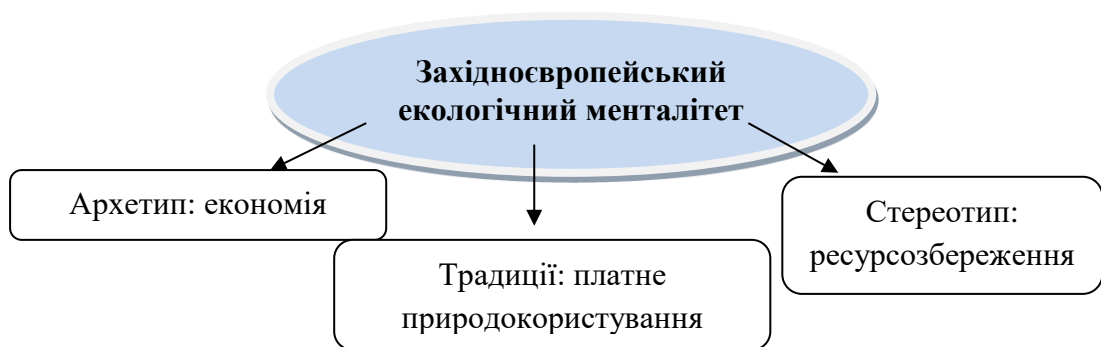 Західноєвропейський
екологічний менталітет
Архетип: економія
Традиції: платне
природокористування
Стереотип:
ресурсозбереження